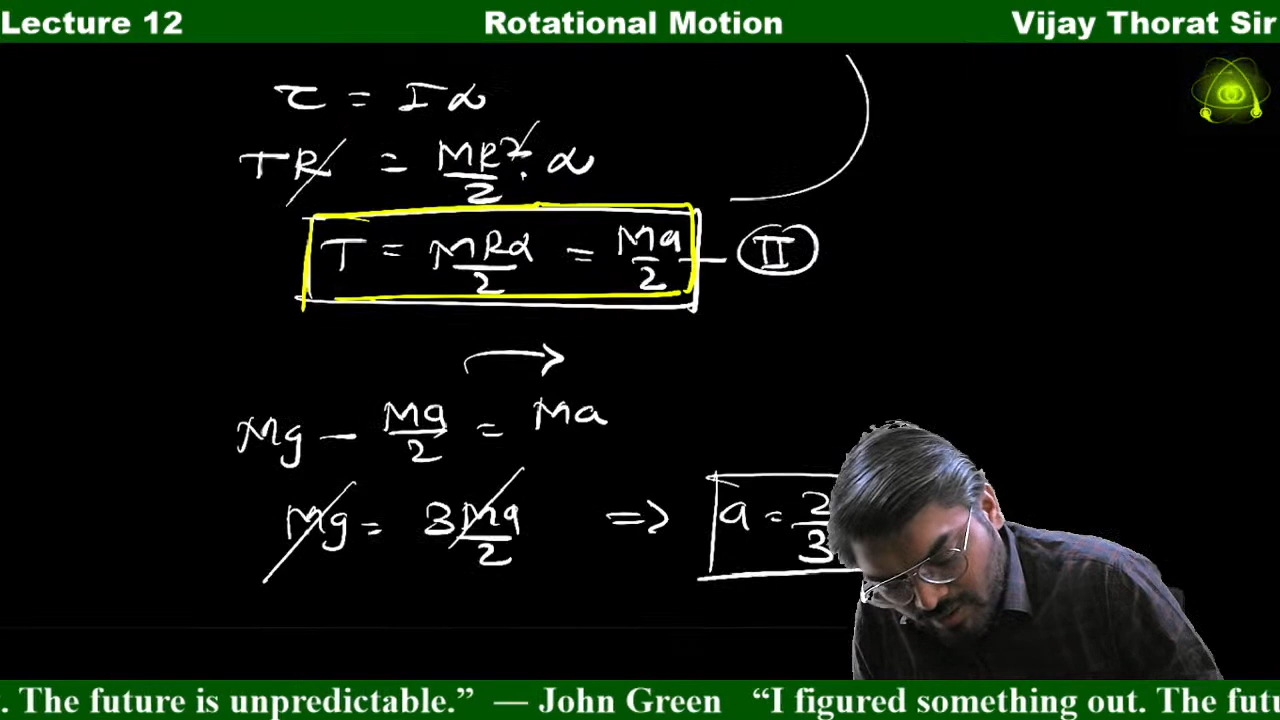 Lecture 12 Rotational Motion Vijay Thorat Sir
τ = Iα
TR = MR²/2 · α
T = MRα/2 = Ma/2 — II
Mg - Ma/2 = Ma
Mg = 3Ma/2 => a = 2/3
. The future is unpredictable.” — John Green “I figured something out. The futu